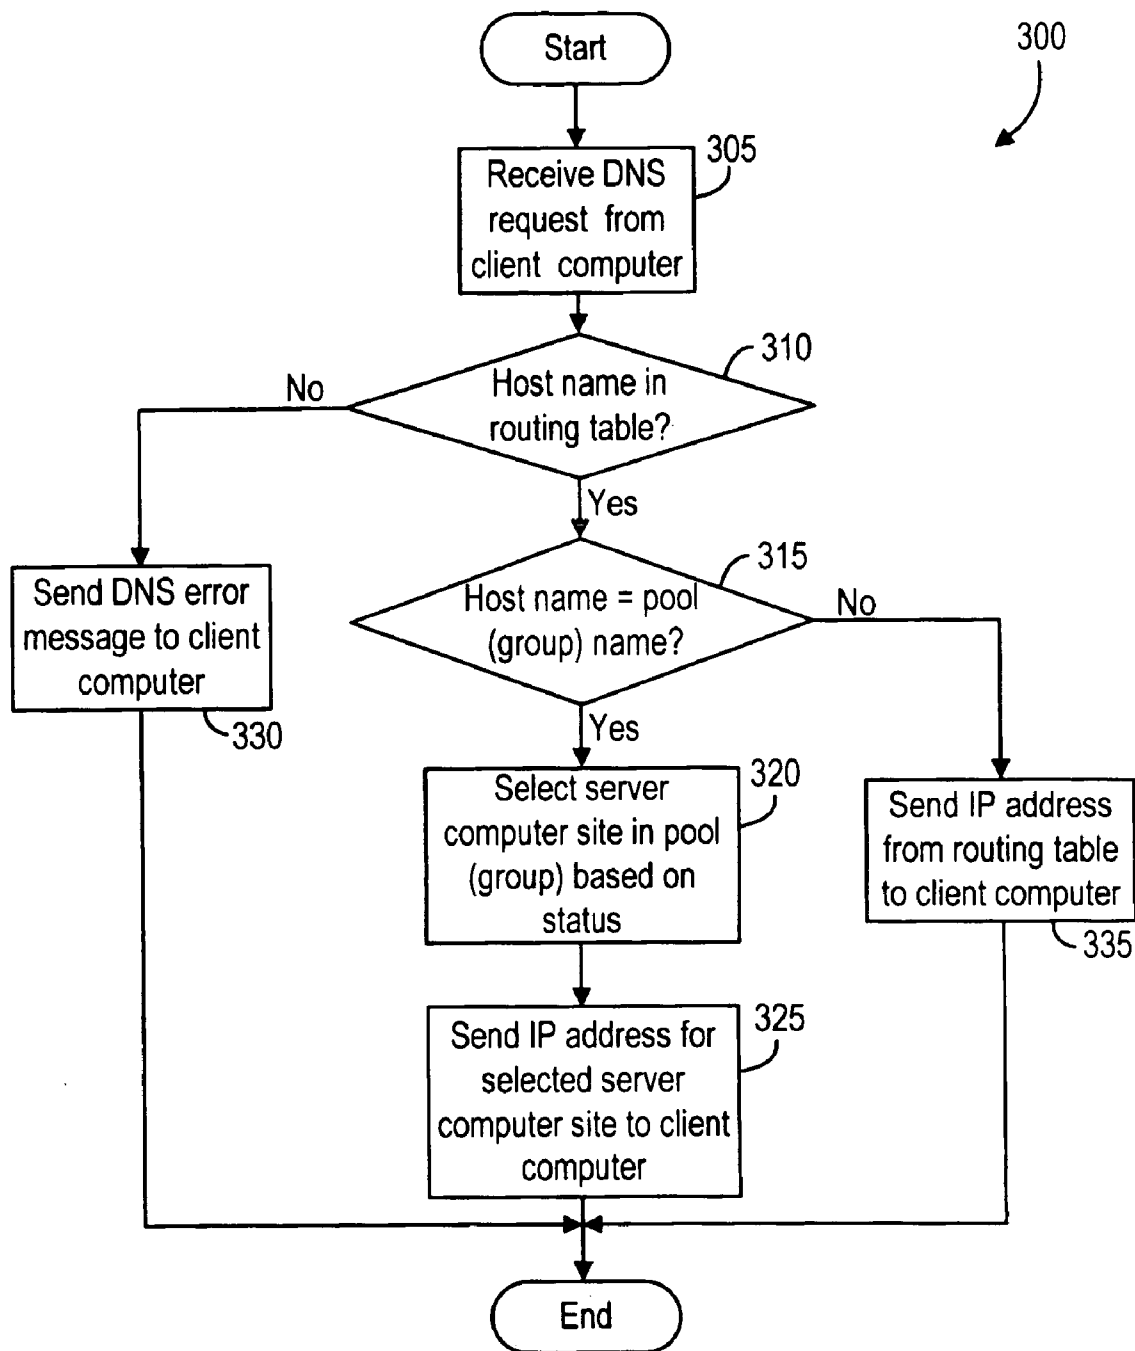 Start
300
Receive DNS
request from
client computer
305
Host name in
routing table?
310
No
Yes
Host name = pool
(group) name?
315
No
Yes
Send DNS error
message to client
computer
330
Select server
computer site in pool
(group) based on
status
320
Send IP address
from routing table
to client computer
335
Send IP address for
selected server
computer site to client
computer
325
End